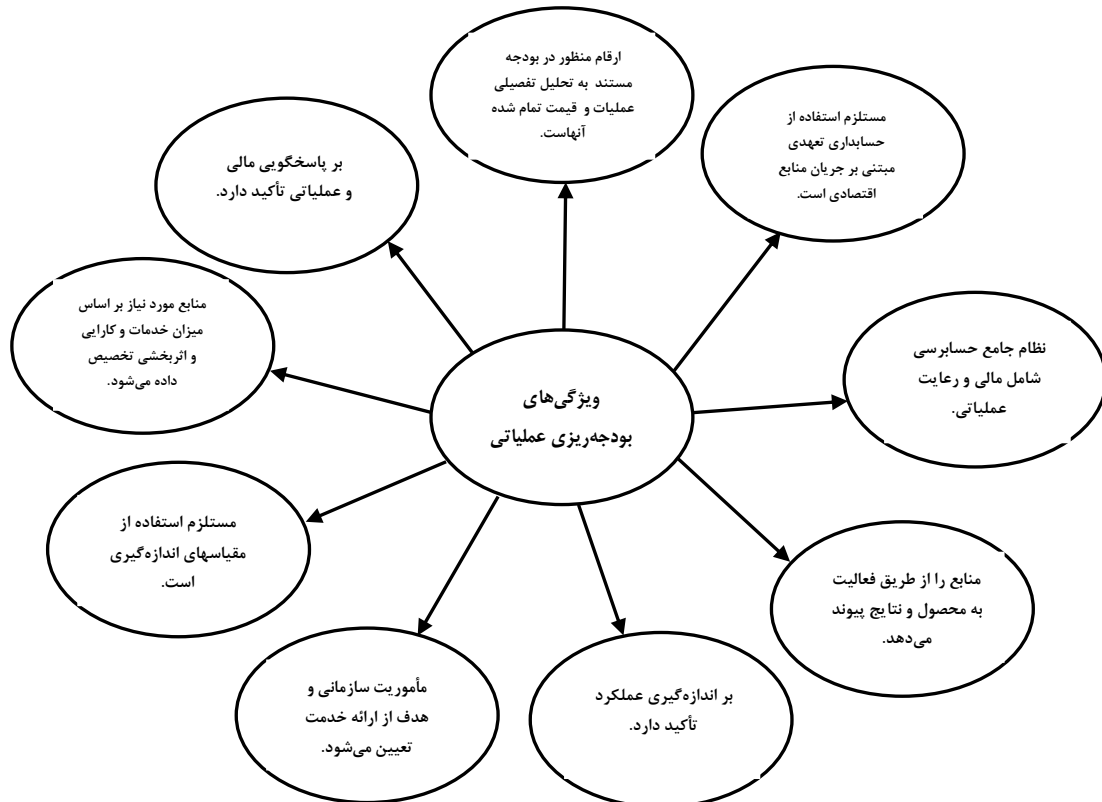 ارقام منظور در بودجه
مستند به تحلیل تفصیلی
عملیات و قیمت تمام شده
آنهاست.
مستلزم استفاده از
حسابداری تعهدی
مبتنی بر جریان منابع
اقتصادی است.
بر پاسخگویی مالی
و عملیاتی تأکید دارد.
منابع مورد نیاز بر اساس
میزان خدمات و کارایی
و اثربخشی تخصیص
داده می‌شود.
نظام جامع حسابرسی
شامل مالی و رعایت
عملیاتی.
ویژگی‌های
بودجه‌ریزی عملیاتی
مستلزم استفاده از
مقیاسهای اندازه‌گیری
است.
منابع را از طریق فعالیت
به محصول و نتایج پیوند
می‌دهد.
مأموریت سازمانی و
هدف از ارائه خدمت
تعیین می‌شود.
بر اندازه‌گیری عملکرد
تأکید دارد.